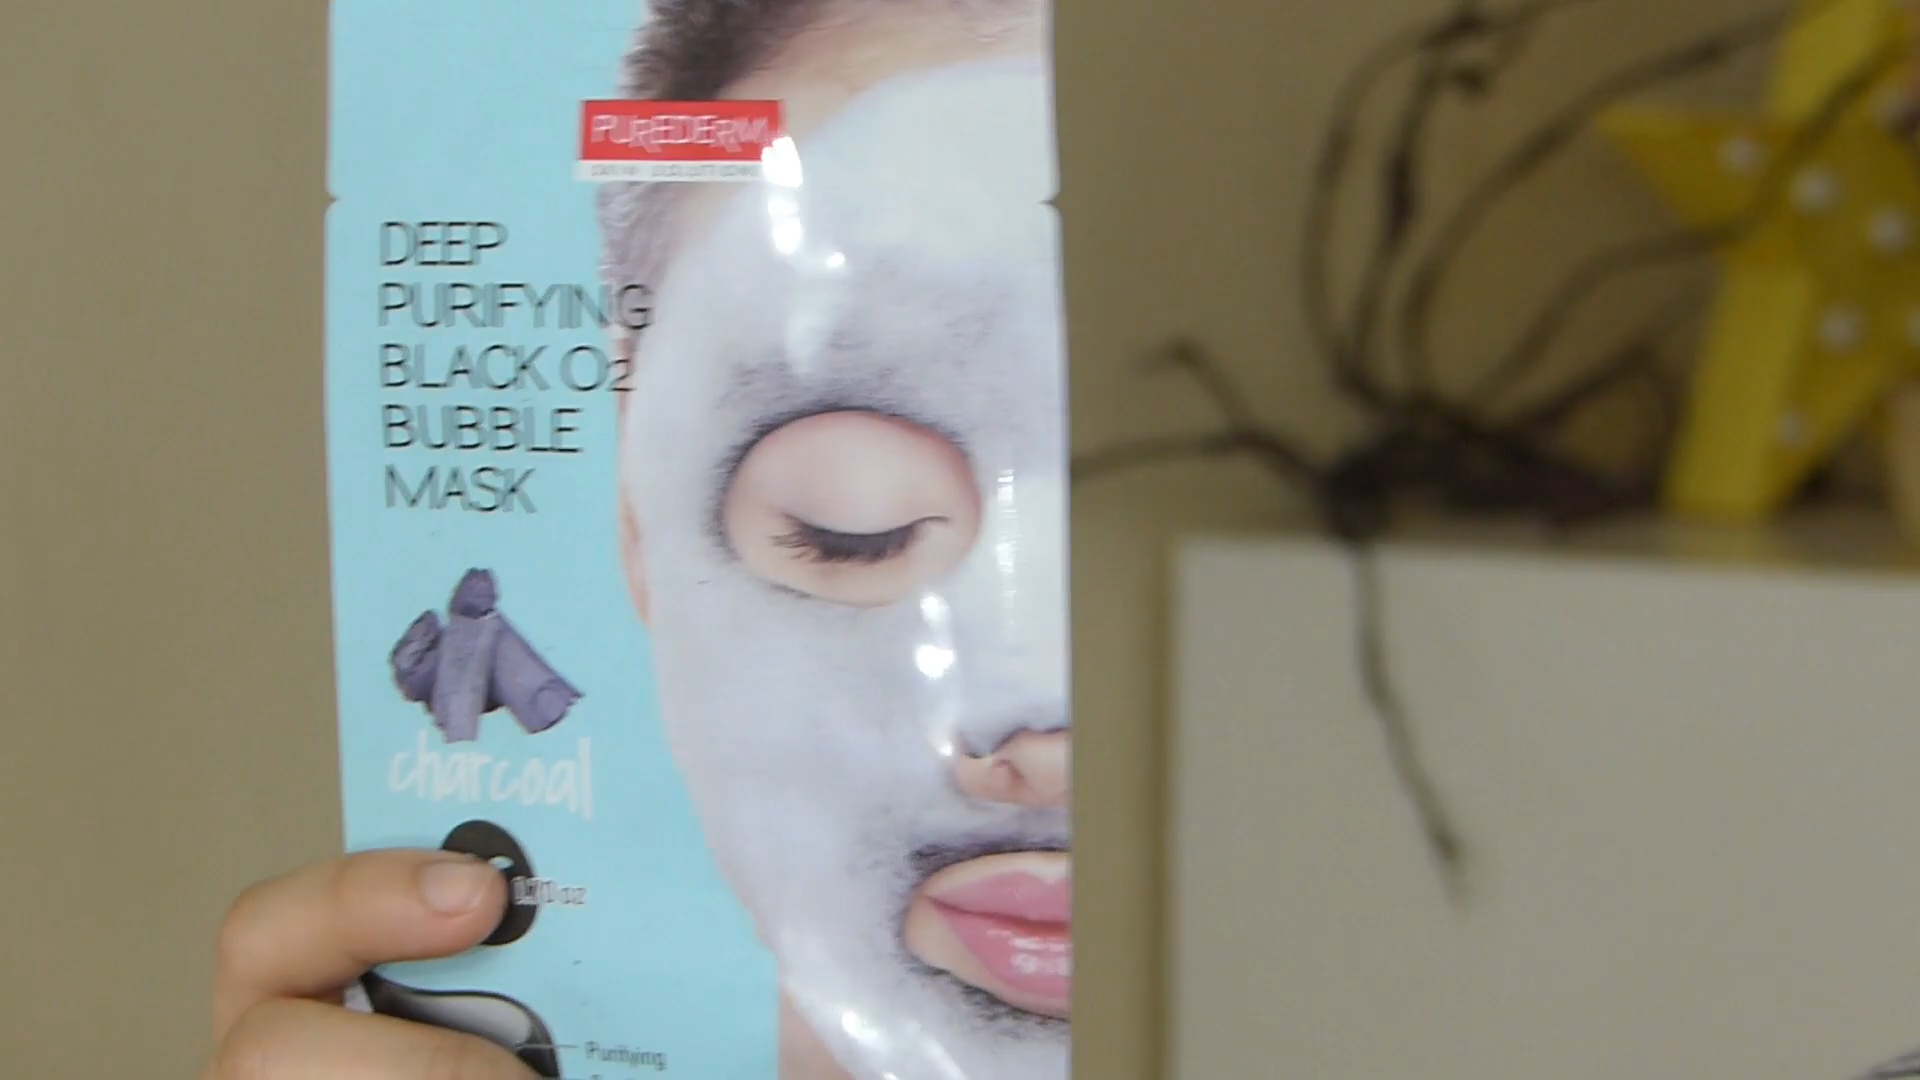 PUREDERM
DEEP
PURIFYING
BLACK O2
BUBBLE
MASK
charcoal
Purifying